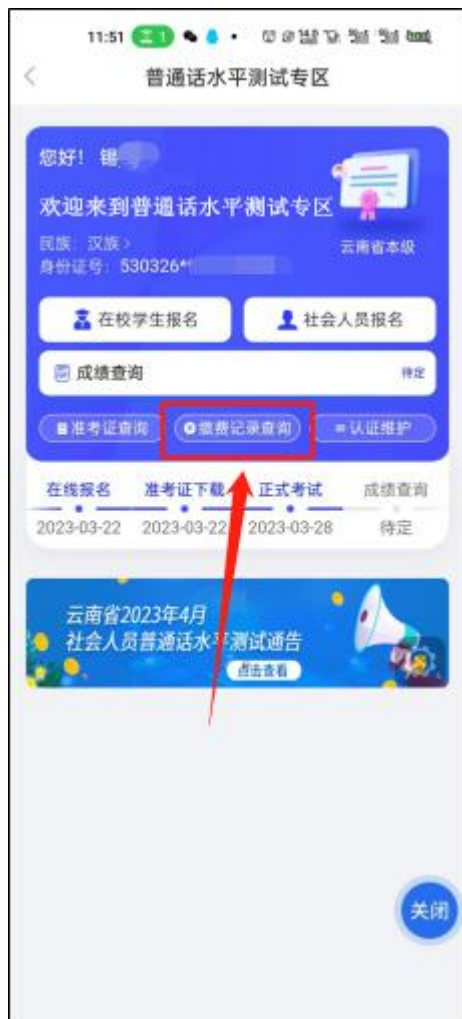 11:51
普通话水平测试专区
您好！ 锡
欢迎来到普通话水平测试专区
民族：汉族 >
云南省本级
身份证号：530326*
在校学生报名
社会人员报名
成绩查询
待定
准考证查询
缴费记录查询
认证维护
在线报名 准考证下载 正式考试 成绩查询
2023-03-22 2023-03-22 2023-03-28 待定
云南省2023年4月
社会人员普通话水平测试通告
点击查看
关闭